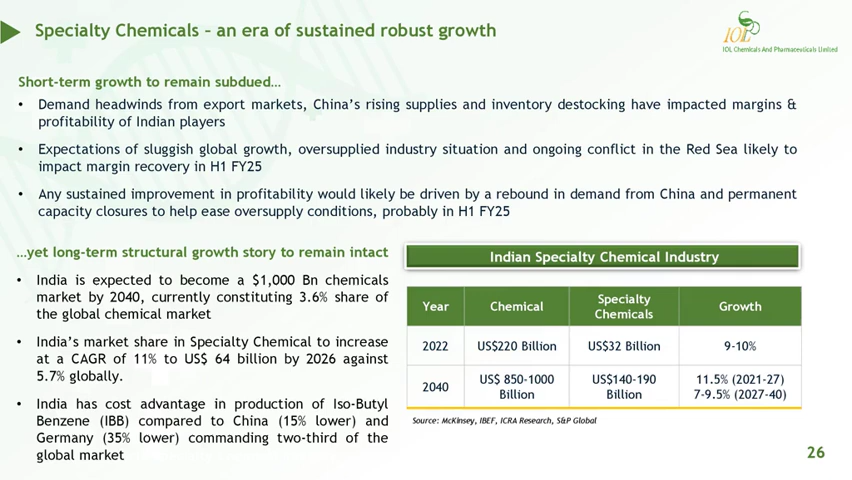 Specialty Chemicals – an era of sustained robust growth
IOL
IOL Chemicals And Pharmaceuticals Limited
Short-term growth to remain subdued…
• Demand headwinds from export markets, China’s rising supplies and inventory destocking have impacted margins &
profitability of Indian players
• Expectations of sluggish global growth, oversupplied industry situation and ongoing conflict in the Red Sea likely to
impact margin recovery in H1 FY25
• Any sustained improvement in profitability would likely be driven by a rebound in demand from China and permanent
capacity closures to help ease oversupply conditions, probably in H1 FY25
…yet long-term structural growth story to remain intact
• India is expected to become a $1,000 Bn chemicals
market by 2040, currently constituting 3.6% share of
the global chemical market
• India’s market share in Specialty Chemical to increase
at a CAGR of 11% to US$ 64 billion by 2026 against
5.7% globally.
• India has cost advantage in production of Iso-Butyl
Benzene (IBB) compared to China (15% lower) and
Germany (35% lower) commanding two-third of the
global market
Indian Specialty Chemical Industry
Year Chemical Specialty Chemicals Growth
2022 US$220 Billion US$32 Billion 9-10%
2040 US$ 850-1000 Billion US$140-190 Billion 11.5% (2021-27) 7-9.5% (2027-40)
Source: McKinsey, IBEF, ICRA Research, S&P Global
26